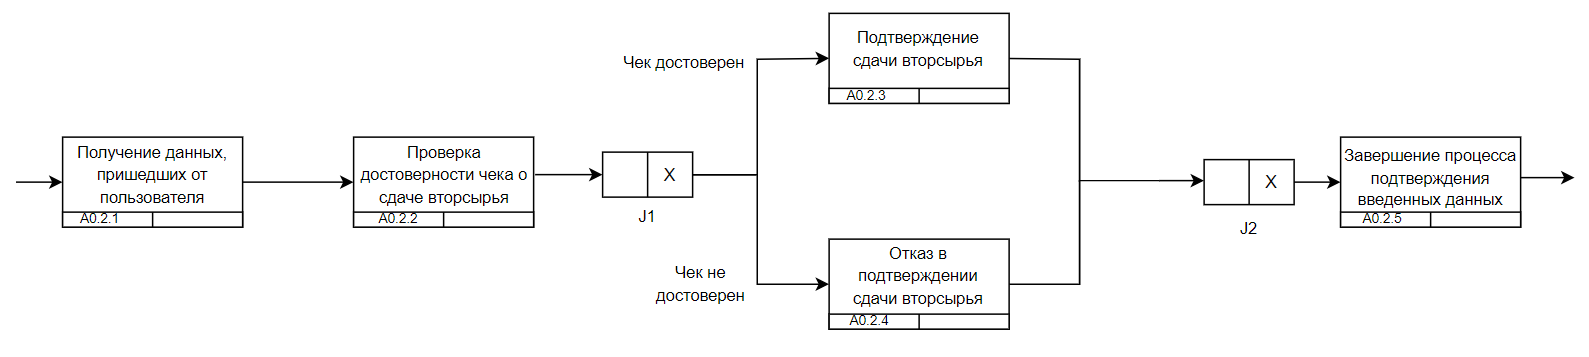 Получение данных,
пришедших от
пользователя
A0.2.1
Проверка
достоверности чека о
сдаче вторсырья
A0.2.2
X
J1
Чек достоверен
Подтверждение
сдачи вторсырья
A0.2.3
Чек не
достоверен
Отказ в
подтверждении
сдачи вторсырья
A0.2.4
X
J2
Завершение процесса
подтверждения
введенных данных
A0.2.5